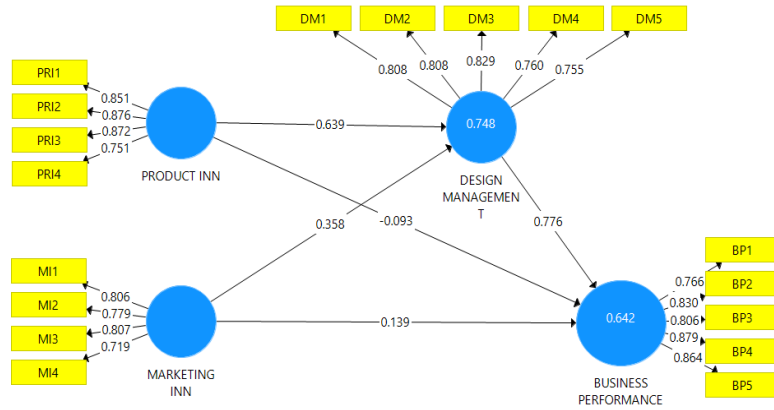 DM1
DM2
DM3
DM4
DM5
0.808
0.808
0.829
0.760
0.755
PRI1
PRI2
PRI3
PRI4
0.851
0.876
0.872
0.751
PRODUCT INN
0.639
0.748
DESIGN
MANAGEMEN
T
0.358
-0.093
0.776
MI1
MI2
MI3
MI4
0.806
0.779
0.807
0.719
MARKETING
INN
0.139
0.642
BUSINESS
PERFORMANCE
0.766
0.830
0.806
0.879
0.864
BP1
BP2
BP3
BP4
BP5